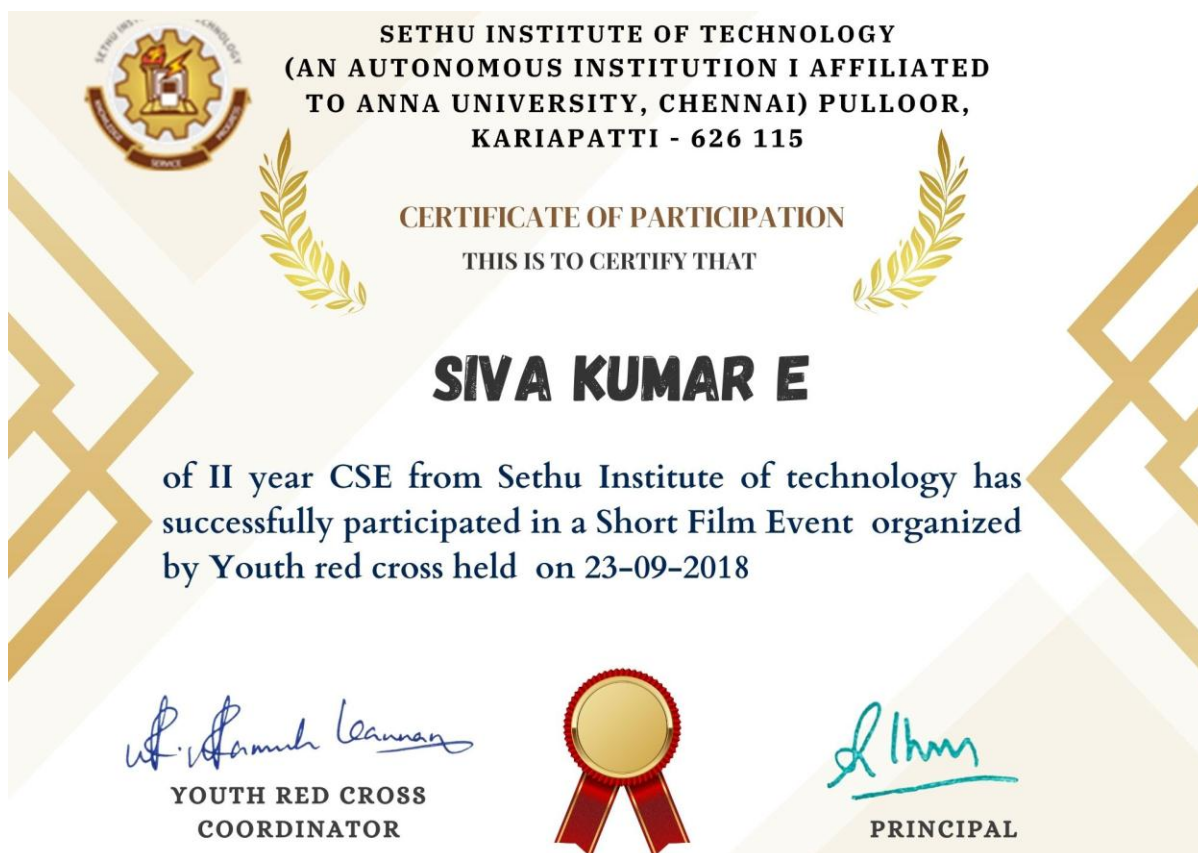 SETHU INSTITUTE OF TECHNOLOGY
(AN AUTONOMOUS INSTITUTION I AFFILIATED
TO ANNA UNIVERSITY, CHENNAI) PULLOOR,
KARIAPATTI - 626 115
KNOWLEDGE
SERVICE
PROGRESS
CERTIFICATE OF PARTICIPATION
THIS IS TO CERTIFY THAT
SIVA KUMAR E
of II year CSE from Sethu Institute of technology has
successfully participated in a Short Film Event organized
by Youth red cross held on 23-09-2018
YOUTH RED CROSS
COORDINATOR
PRINCIPAL